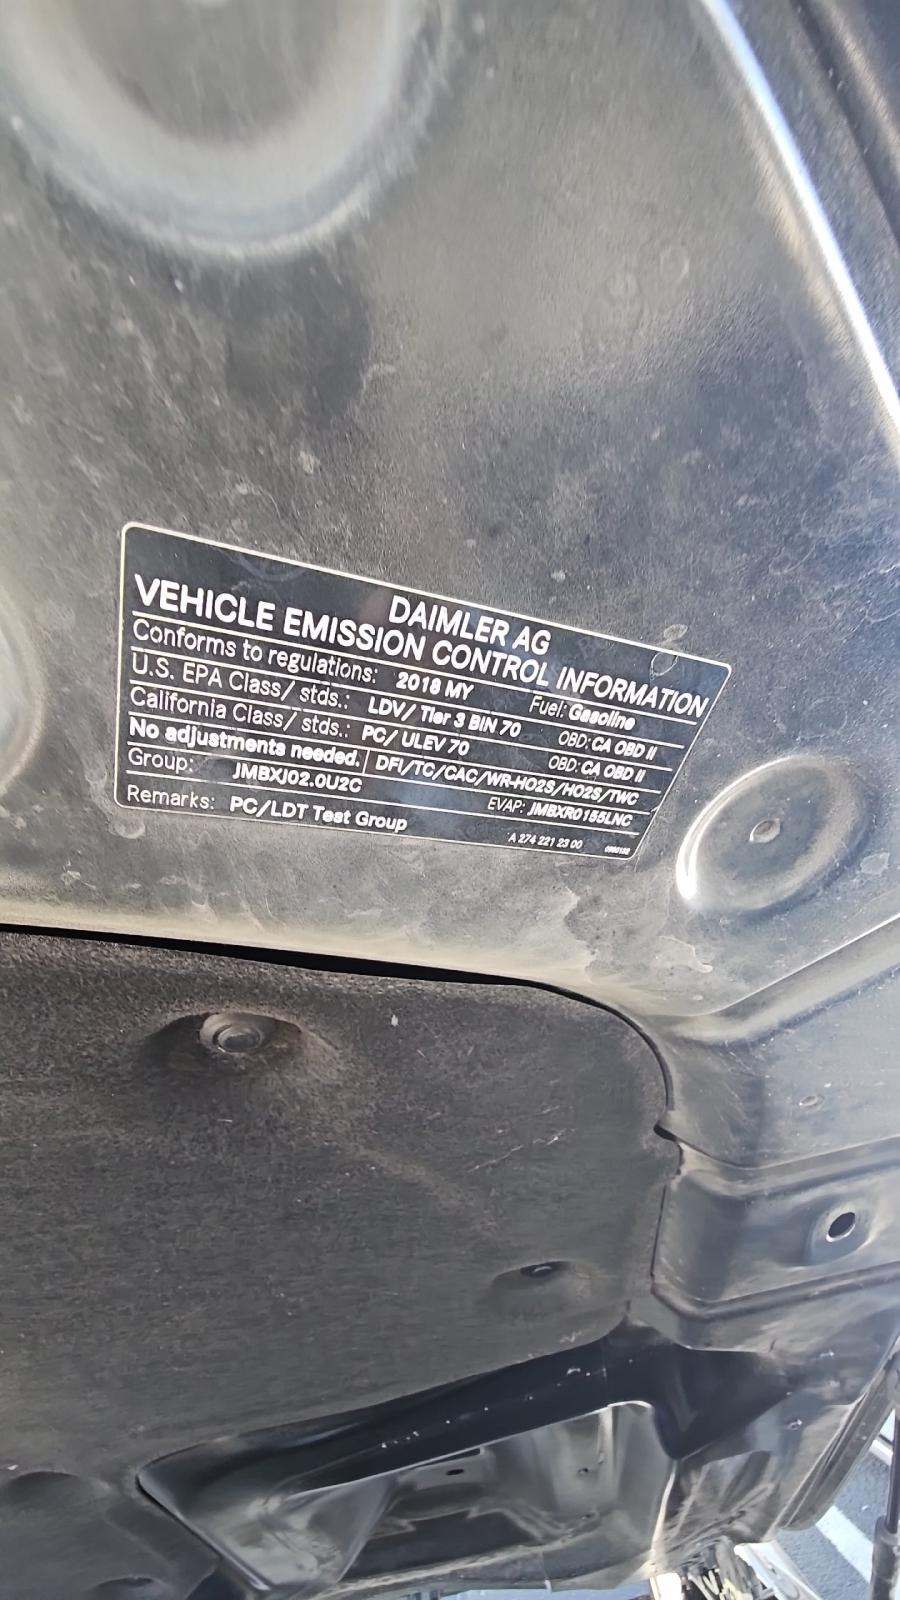 DAIMLER AG
VEHICLE EMISSION CONTROL INFORMATION
Conforms to regulations: 2018 MY Fuel: Gasoline
U.S. EPA Class/ stds.: LDV/ Tier 3 BIN 70 OBD: CA OBD II
California Class/ stds.: PC/ ULEV 70 OBD: CA OBD II
No adjustments needed. DFI/TC/CAC/WR-HO2S/HO2S/TWC
Group: JMBXJ02.0U2C EVAP: JMBXR0155LNC
Remarks: PC/LDT Test Group
A 274 221 23 00